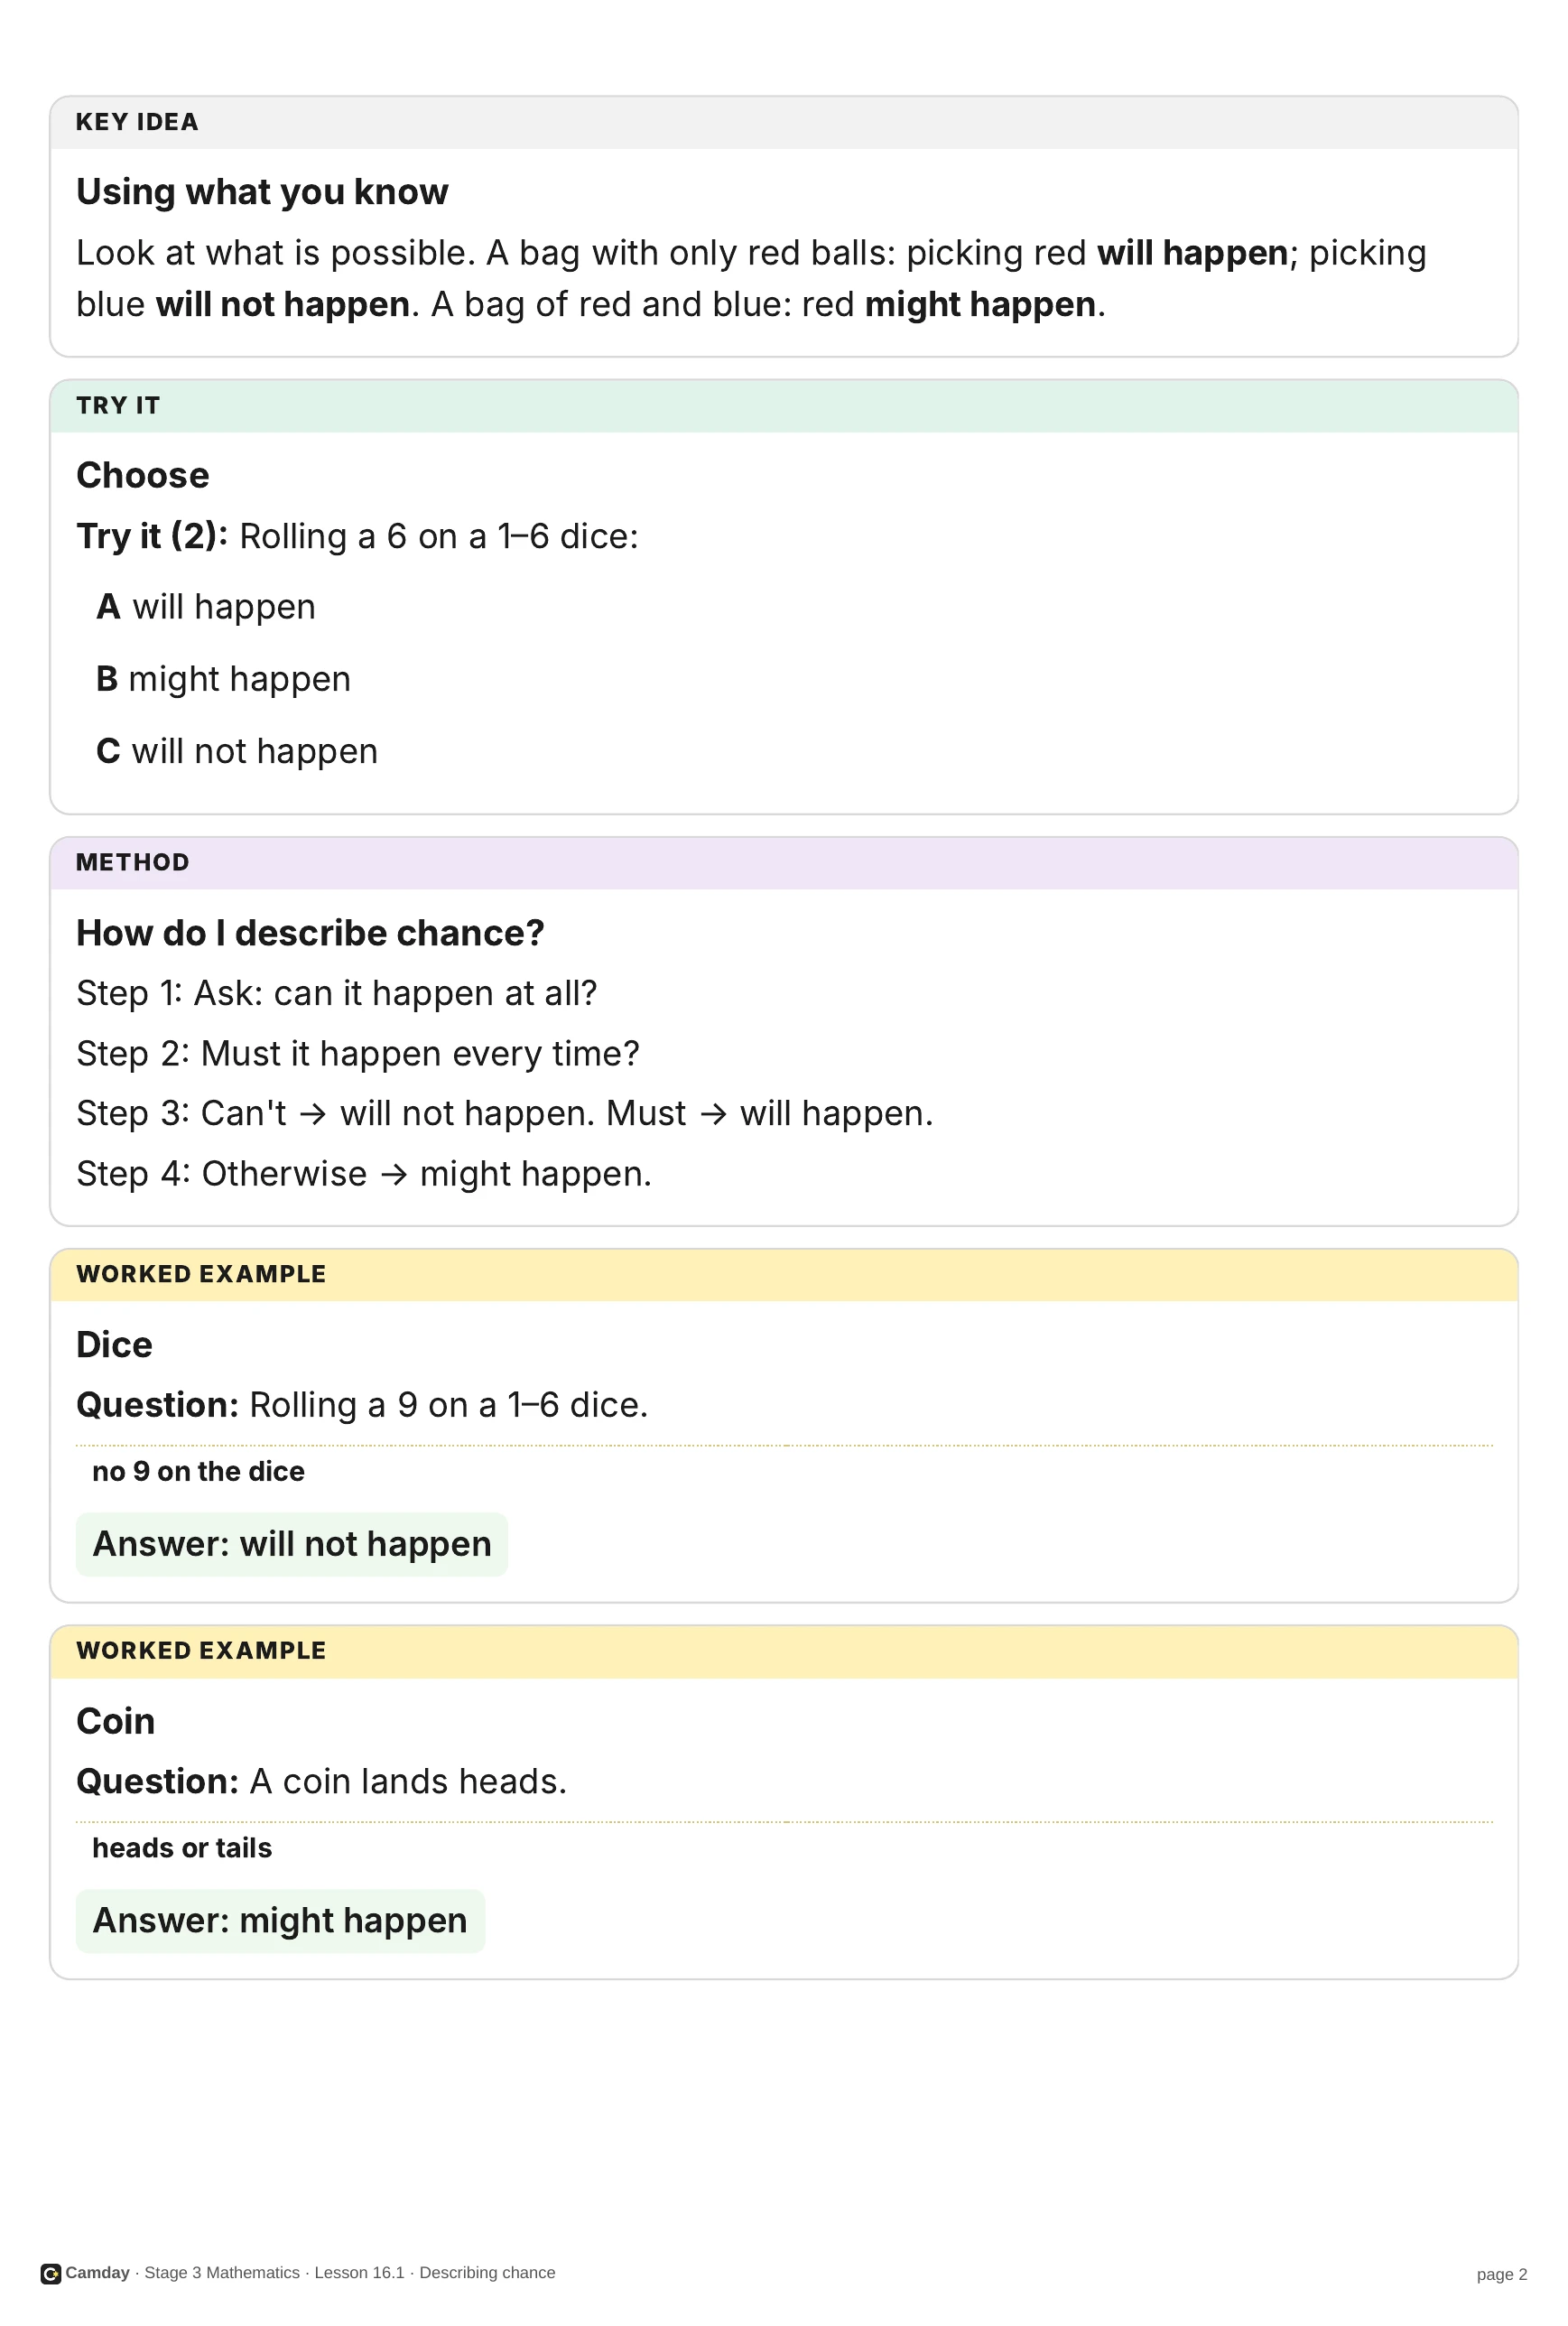 KEY IDEA
Using what you know
Look at what is possible. A bag with only red balls: picking red will happen; picking
blue will not happen. A bag of red and blue: red might happen.
TRY IT
Choose
Try it (2): Rolling a 6 on a 1–6 dice:
A will happen
B might happen
C will not happen
METHOD
How do I describe chance?
Step 1: Ask: can it happen at all?
Step 2: Must it happen every time?
Step 3: Can't → will not happen. Must → will happen.
Step 4: Otherwise → might happen.
WORKED EXAMPLE
Dice
Question: Rolling a 9 on a 1–6 dice.
no 9 on the dice
Answer: will not happen
WORKED EXAMPLE
Coin
Question: A coin lands heads.
heads or tails
Answer: might happen
Camday · Stage 3 Mathematics · Lesson 16.1 · Describing chance
page 2